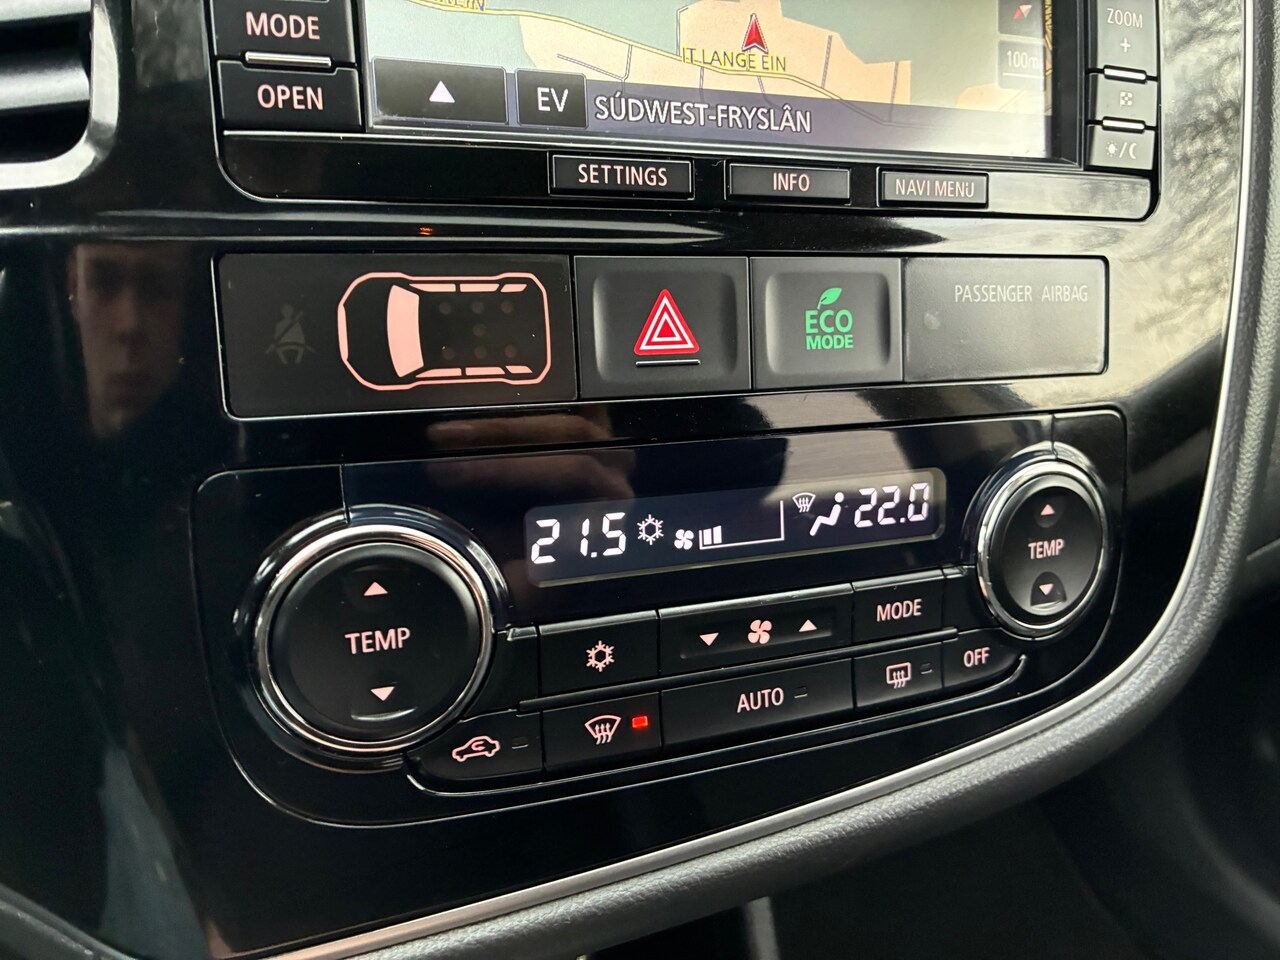 MODE
OPEN
IT LANGE EIN
100m
ZOOM
+
EV
SÚDWEST-FRYSLÂN
SETTINGS
INFO
NAVI MENU
ECO
MODE
PASSENGER AIRBAG
21.5
22.0
TEMP
TEMP
MODE
AUTO
OFF